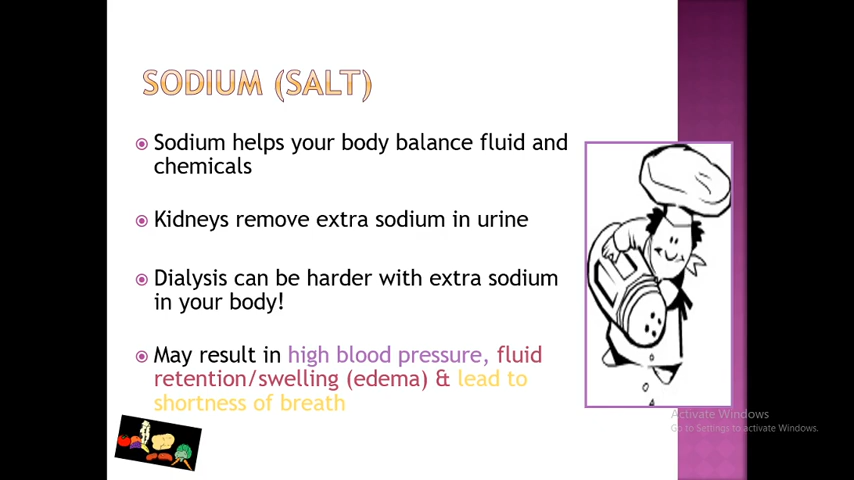 SODIUM (SALT)
Sodium helps your body balance fluid and
chemicals
Kidneys remove extra sodium in urine
Dialysis can be harder with extra sodium
in your body!
May result in high blood pressure, fluid
retention/swelling (edema) & lead to
shortness of breath
Activate Windows
Go to Settings to activate Windows.